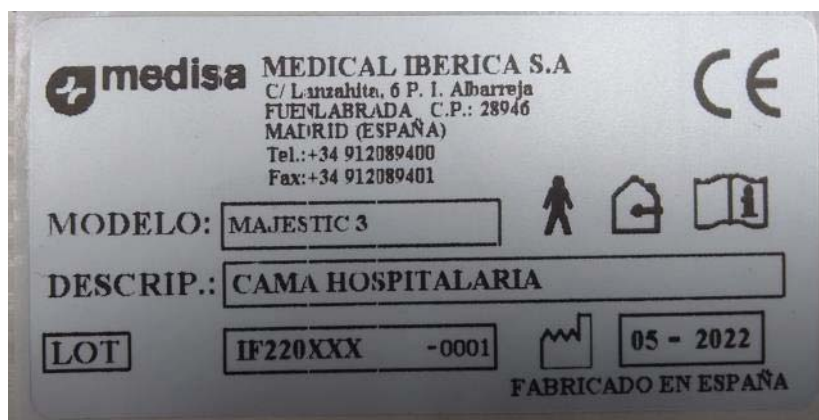 medisa
MEDICAL IBERICA S.A
C/ Lanzahita, 6 P. I. Albarreja
FUENLABRADA C.P.: 28946
MADRID (ESPAÑA)
Tel.:+34 912089400
Fax:+34 912089401
CE
MODELO: MAJESTIC 3
DESCRIP.: CAMA HOSPITALARIA
LOT IF220XXX -0001 05 - 2022
FABRICADO EN ESPAÑA